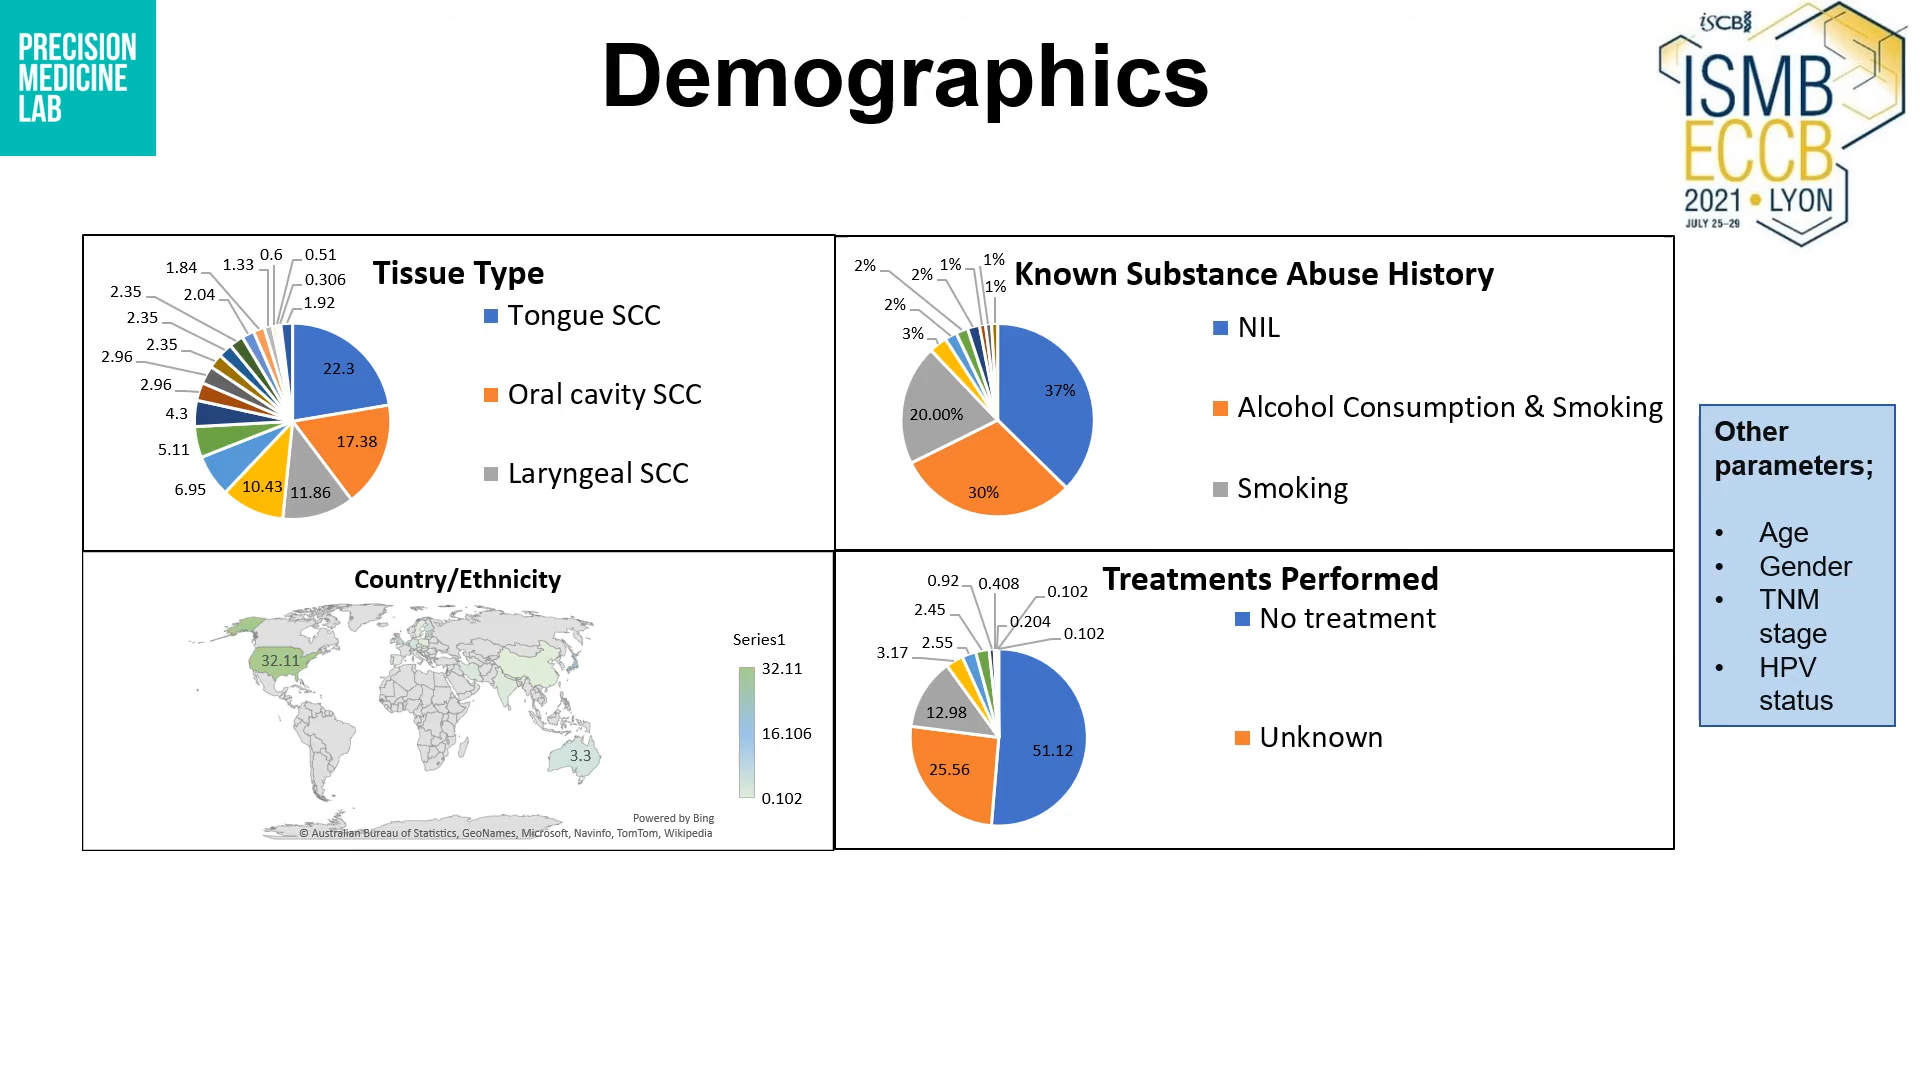 PRECISION
MEDICINE
LAB
Demographics
iSCB
ISMB
ECCB
2021 • LYON
JULY 25–29
Tissue Type
0.6
0.51
1.84
1.33
0.306
2.35
2.04
1.92
2.35
2.35
2.96
2.96
4.3
5.11
6.95
10.43
11.86
17.38
22.3
Tongue SCC
Oral cavity SCC
Laryngeal SCC
Known Substance Abuse History
2%
2%
1%
1%
1%
2%
3%
37%
20.00%
30%
NIL
Alcohol Consumption & Smoking
Smoking
Country/Ethnicity
32.11
3.3
Series1
32.11
16.106
0.102
Powered by Bing
© Australian Bureau of Statistics, GeoNames, Microsoft, Navinfo, TomTom, Wikipedia
Treatments Performed
0.92
0.408
0.102
2.45
0.204
2.55
0.102
3.17
12.98
25.56
51.12
No treatment
Unknown
Other
parameters;
• Age
• Gender
• TNM
stage
• HPV
status